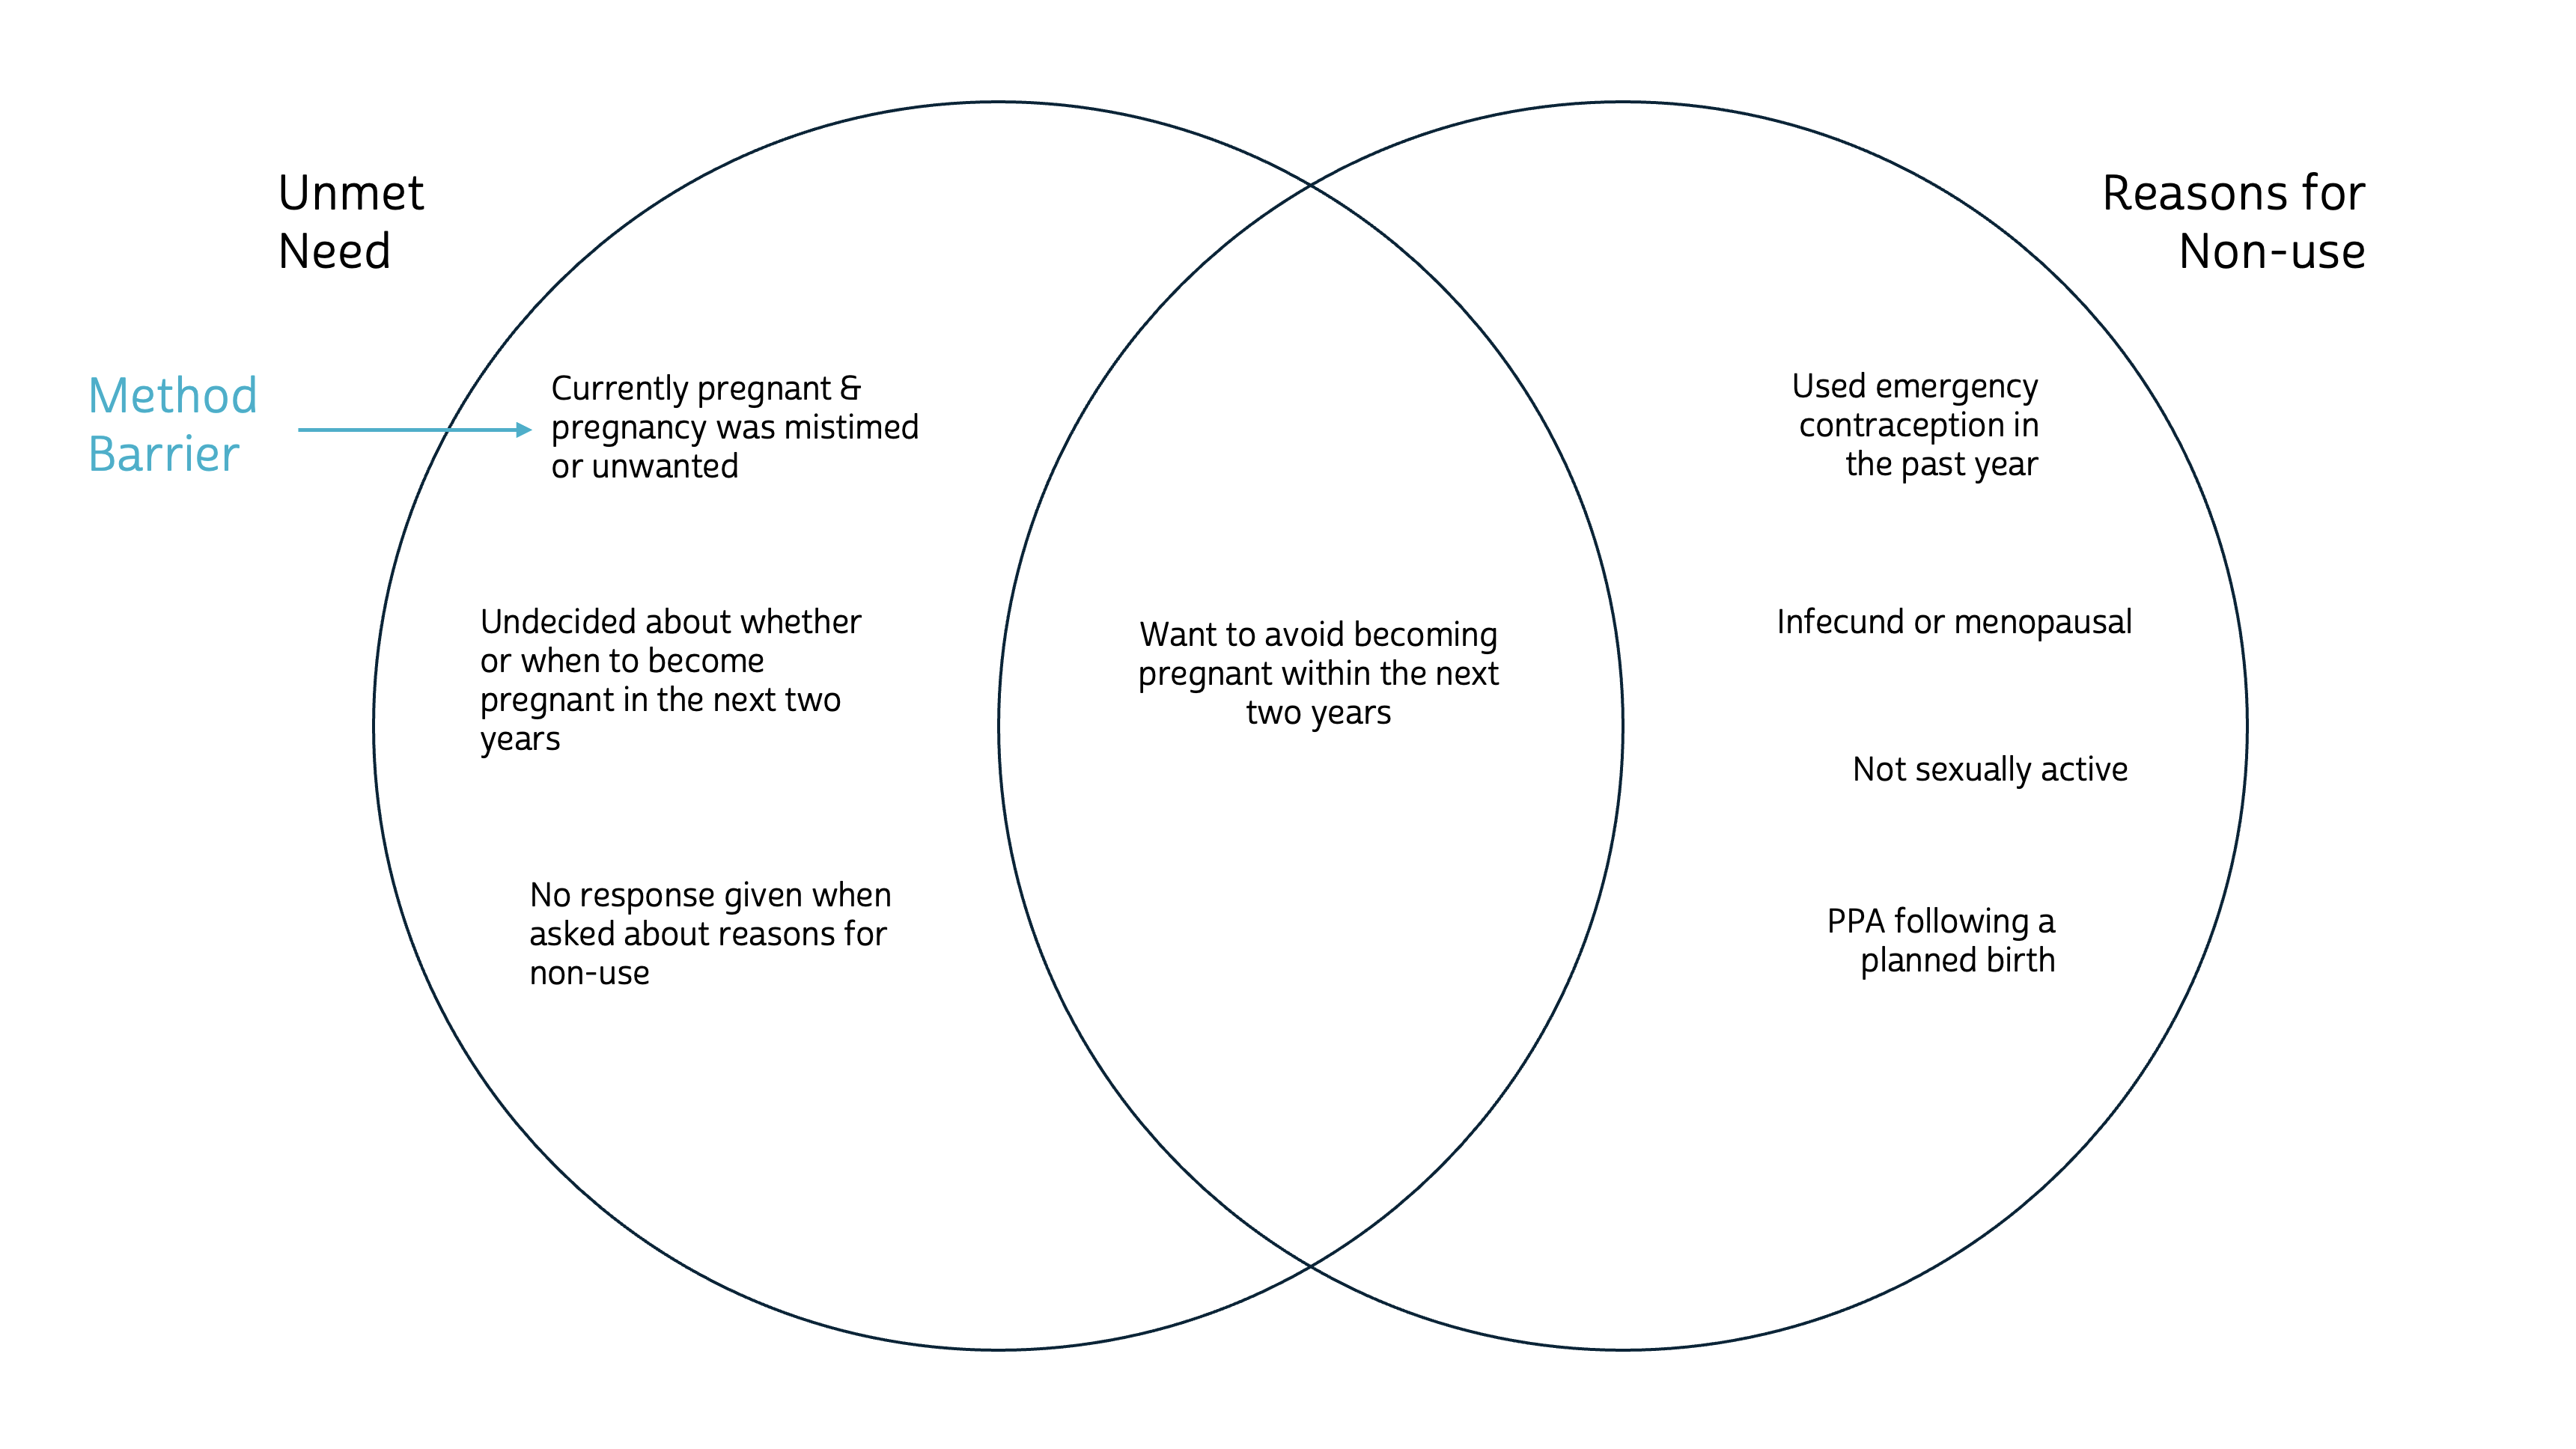 Unmet
Need
Reasons for
Non-use
Method
Barrier
Currently pregnant &
pregnancy was mistimed
or unwanted
Undecided about whether
or when to become
pregnant in the next two
years
No response given when
asked about reasons for
non-use
Want to avoid becoming
pregnant within the next
two years
Used emergency
contraception in
the past year
Infecund or menopausal
Not sexually active
PPA following a
planned birth